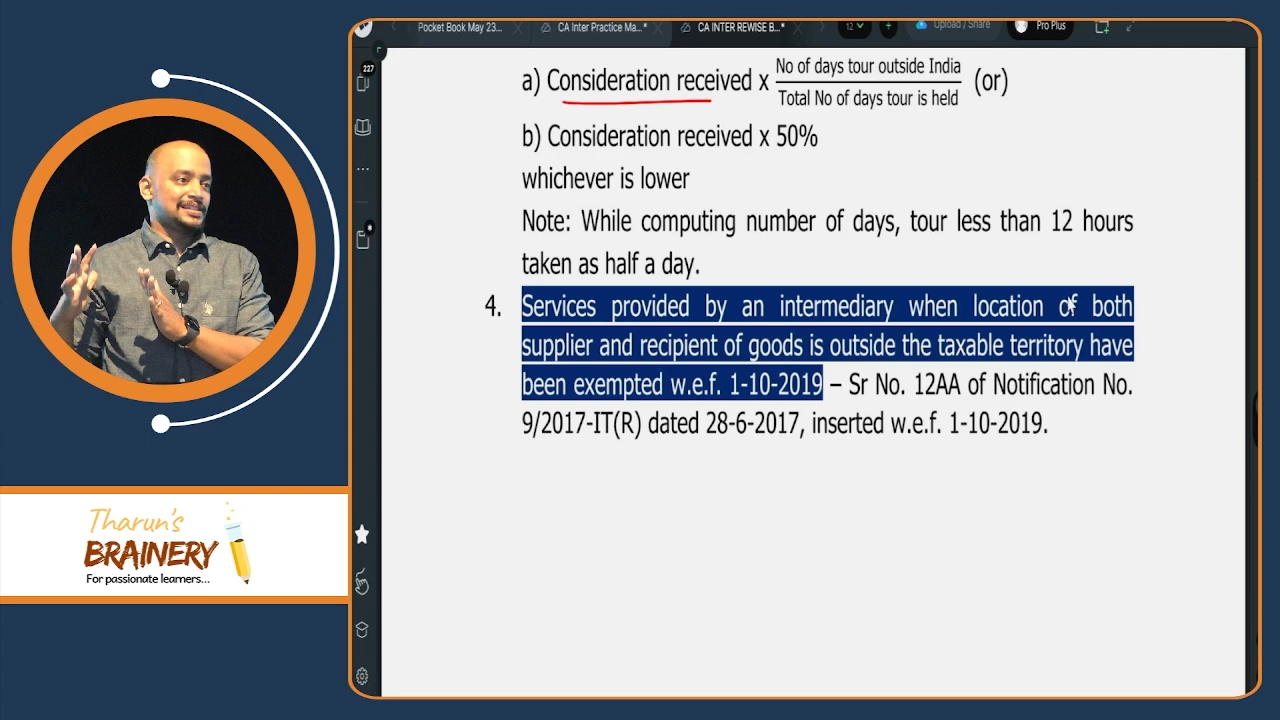 Pocket Book May 23...
CA Inter Practice Ma...*
CA INTER REWISE B...*
12
Upload / Share
Pro Plus
227
a) Consideration received x No of days tour outside India / Total No of days tour is held (or)
b) Consideration received x 50%
whichever is lower
Note: While computing number of days, tour less than 12 hours
taken as half a day.
4. Services provided by an intermediary when location of both
supplier and recipient of goods is outside the taxable territory have
been exempted w.e.f. 1-10-2019 – Sr No. 12AA of Notification No.
9/2017-IT(R) dated 28-6-2017, inserted w.e.f. 1-10-2019.
Tharun's
BRAINERY
For passionate learners...